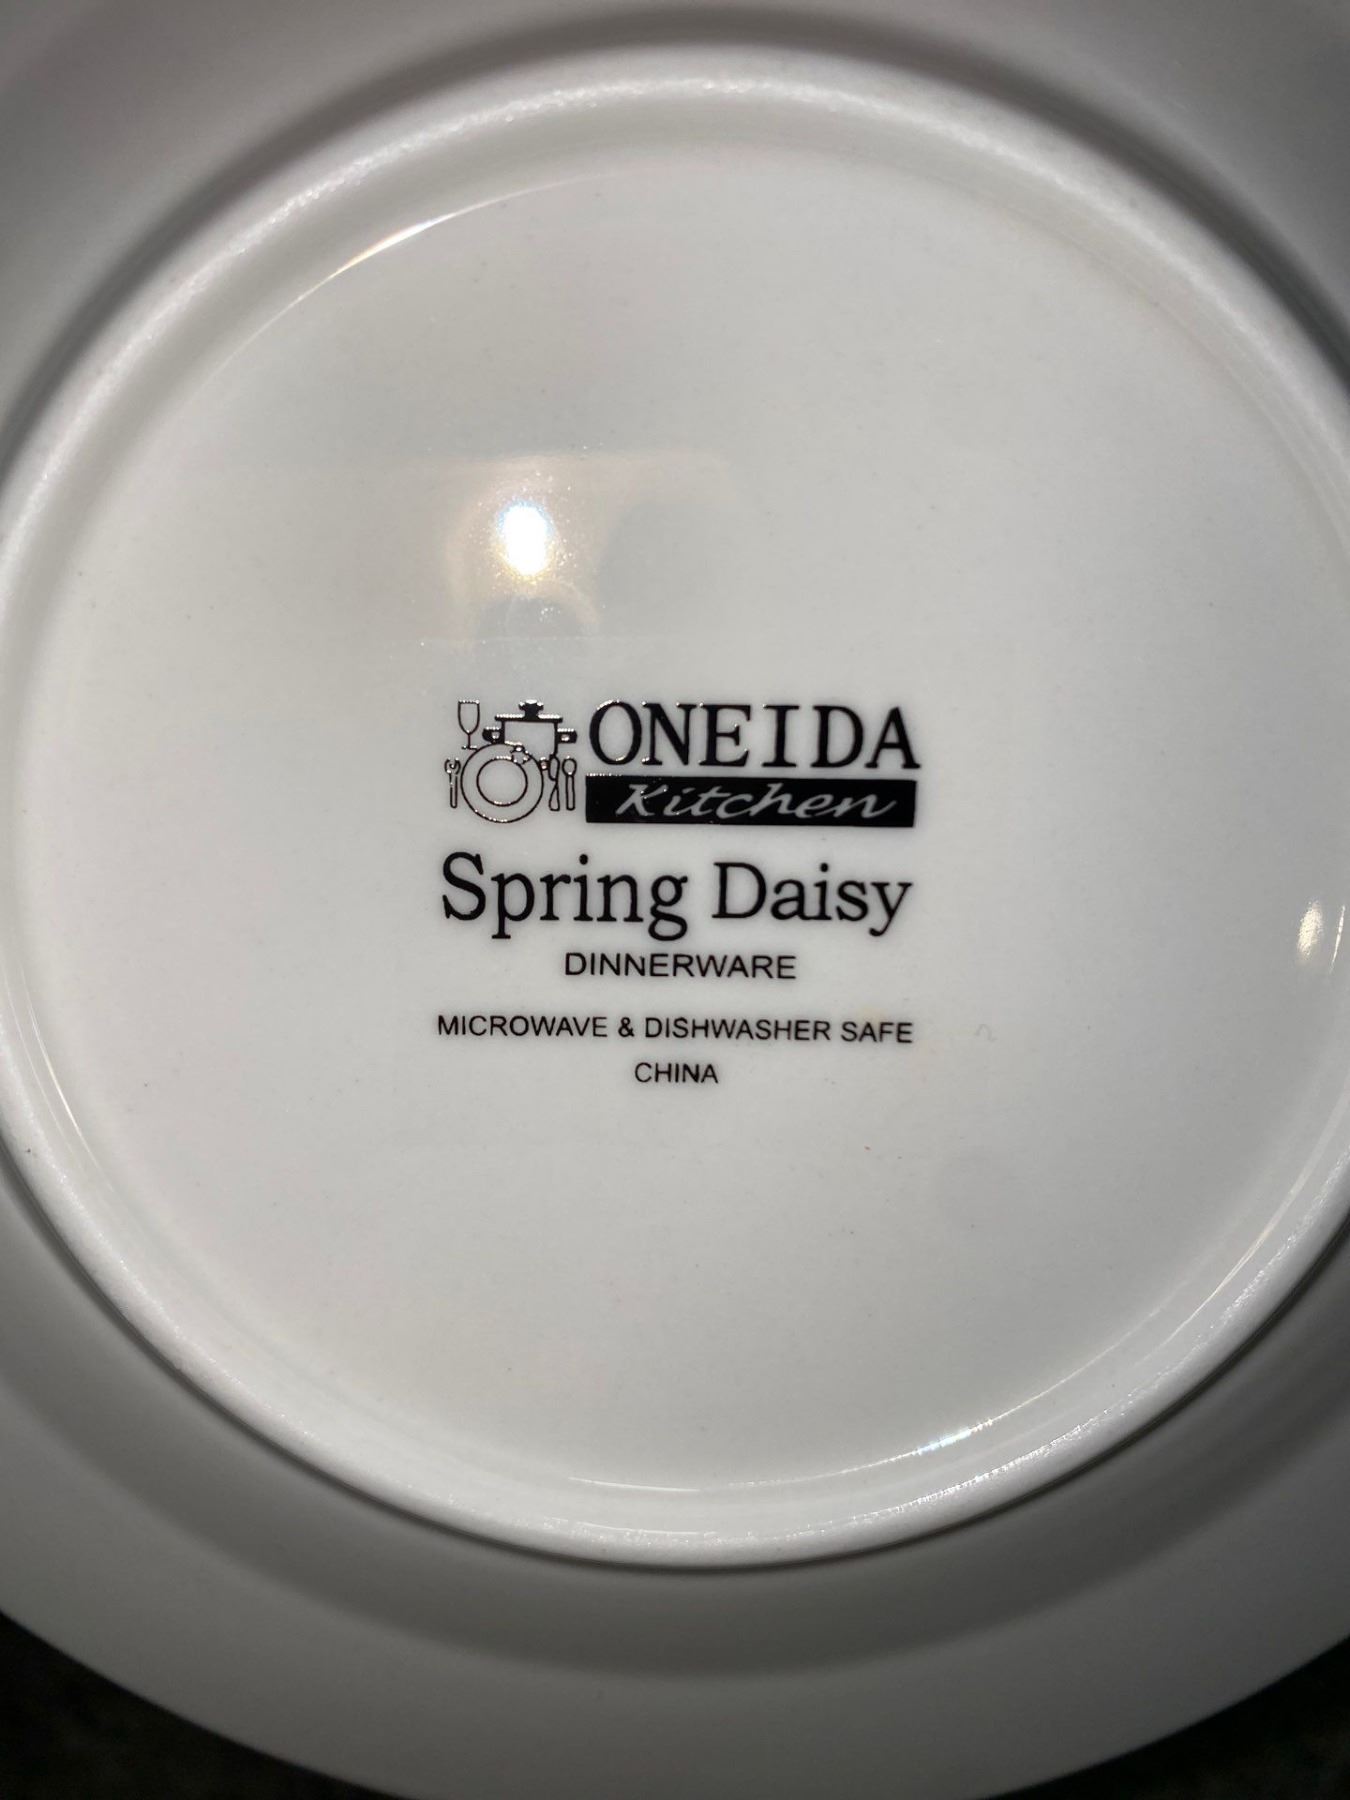 ONEIDA
Kitchen
Spring Daisy
DINNERWARE
MICROWAVE & DISHWASHER SAFE
CHINA